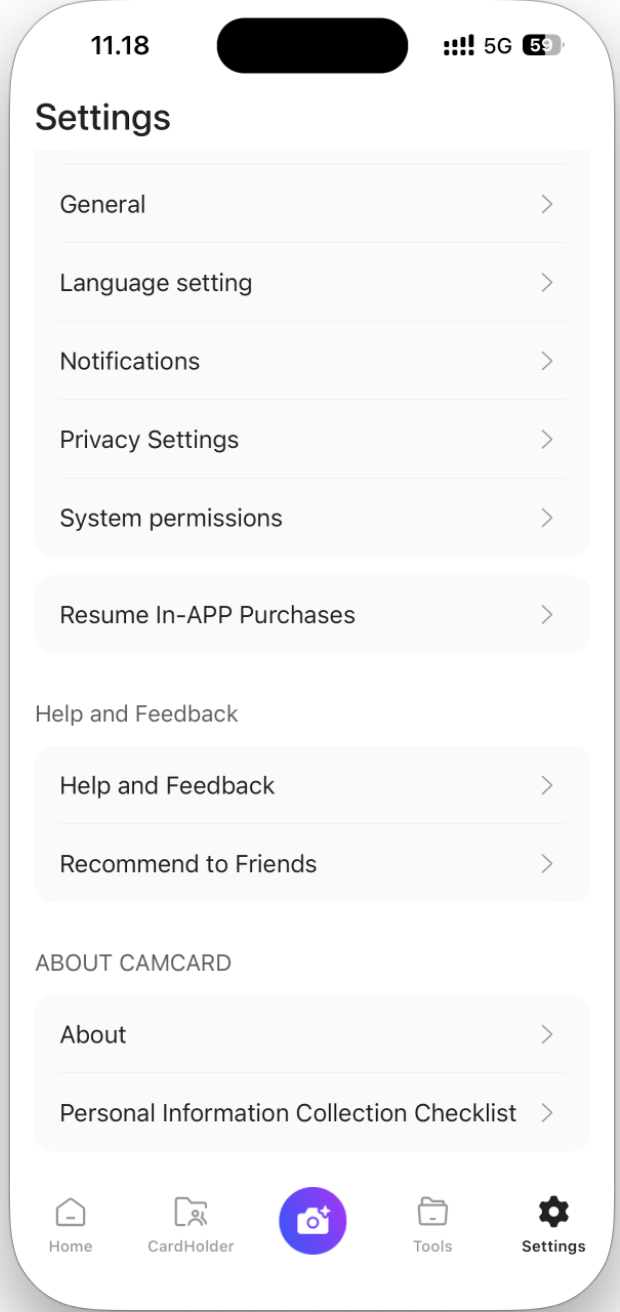 11.18
5G 59
Settings
General
Language setting
Notifications
Privacy Settings
System permissions
Resume In-APP Purchases
Help and Feedback
Help and Feedback
Recommend to Friends
ABOUT CAMCARD
About
Personal Information Collection Checklist
Home
CardHolder
Tools
Settings